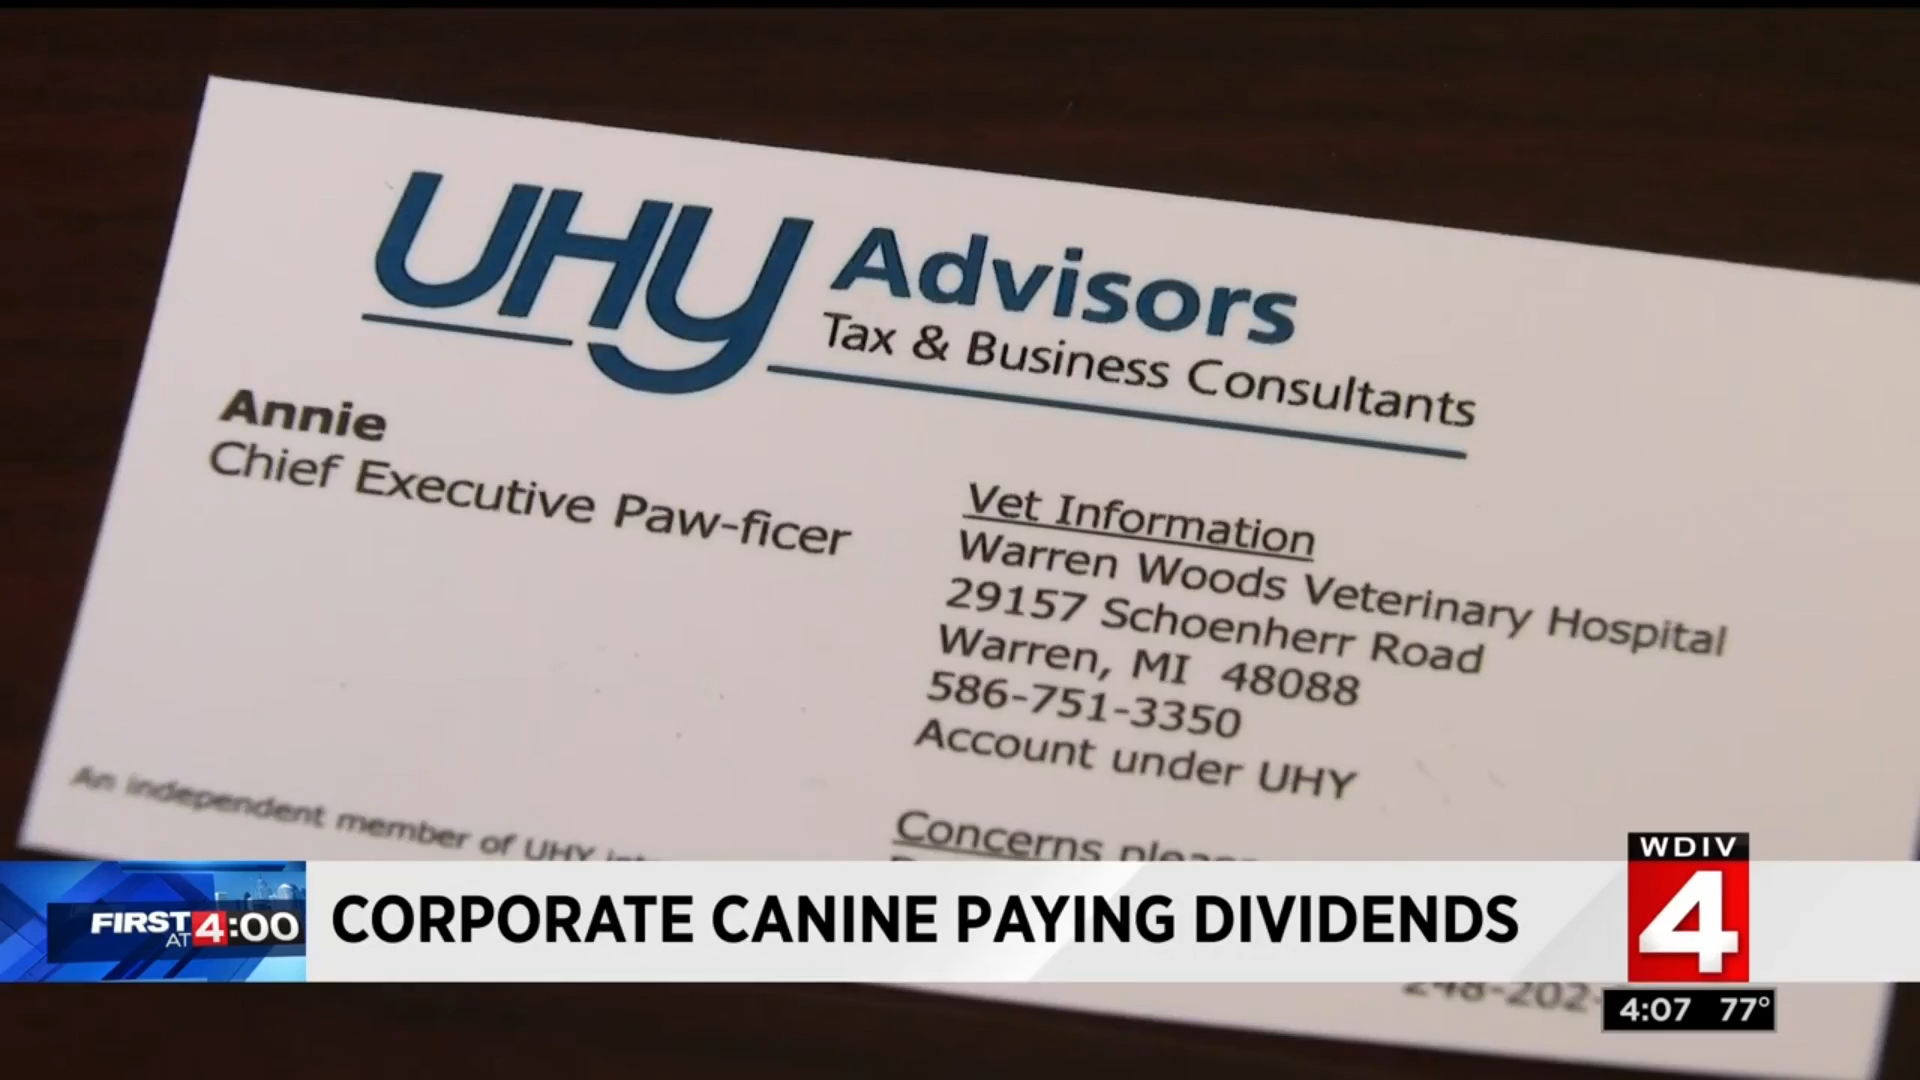 UHY Advisors
Tax & Business Consultants
Annie
Chief Executive Paw-ficer
Vet Information
Warren Woods Veterinary Hospital
29157 Schoenherr Road
Warren, MI 48088
586-751-3350
Account under UHY
An independent member of UHY
Concerns
248-202-
FIRST AT 4:00
CORPORATE CANINE PAYING DIVIDENDS
WDIV
4
4:07 77°